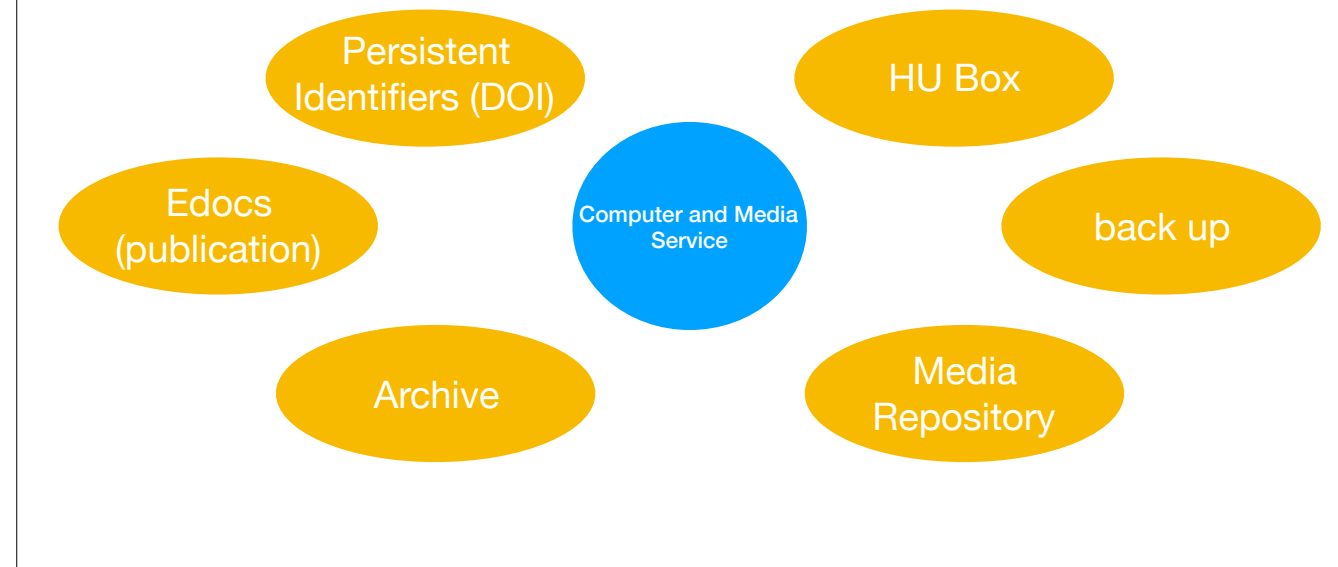 Persistent
Identifiers (DOI)
HU Box
Edocs
(publication)
Computer and Media
Service
back up
Archive
Media
Repository